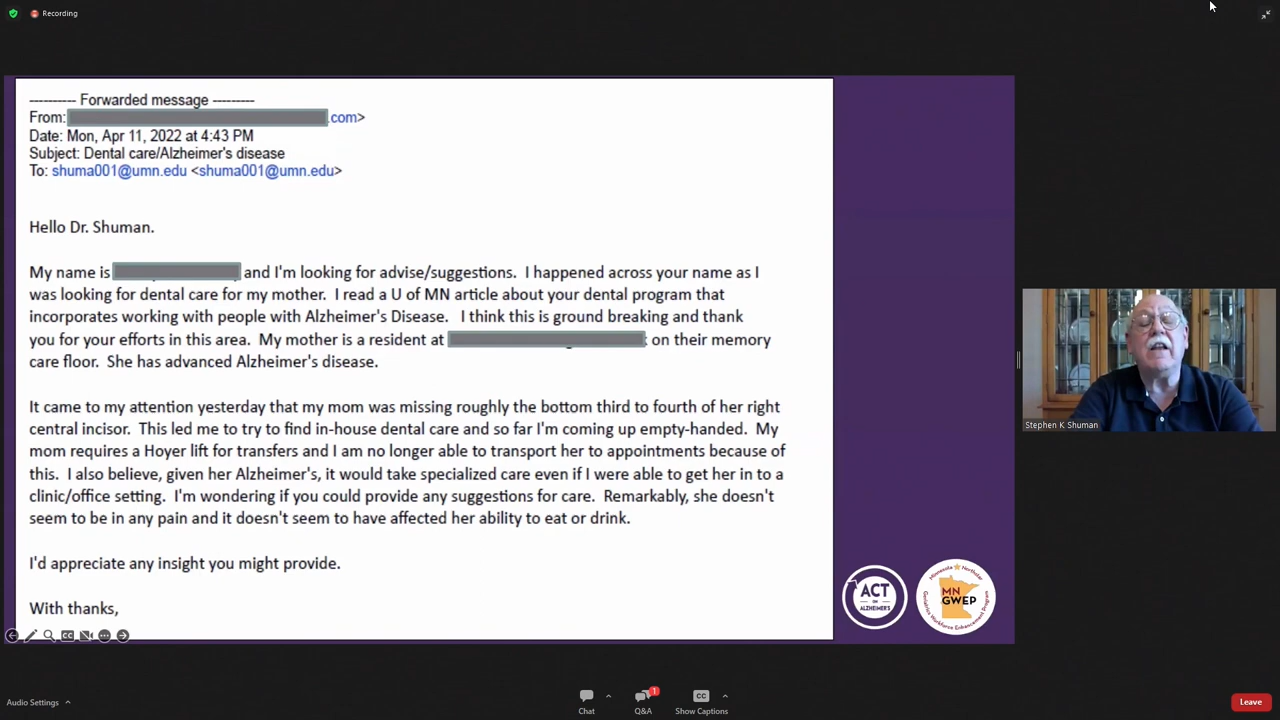 Recording
---------- Forwarded message ---------
From: .com>
Date: Mon, Apr 11, 2022 at 4:43 PM
Subject: Dental care/Alzheimer's disease
To: shuma001@umn.edu <shuma001@umn.edu>
Hello Dr. Shuman.
My name is and I'm looking for advise/suggestions. I happened across your name as I
was looking for dental care for my mother. I read a U of MN article about your dental program that
incorporates working with people with Alzheimer's Disease. I think this is ground breaking and thank
you for your efforts in this area. My mother is a resident at on their memory
care floor. She has advanced Alzheimer's disease.
It came to my attention yesterday that my mom was missing roughly the bottom third to fourth of her right
central incisor. This led me to try to find in-house dental care and so far I'm coming up empty-handed. My
mom requires a Hoyer lift for transfers and I am no longer able to transport her to appointments because of
this. I also believe, given her Alzheimer's, it would take specialized care even if I were able to get her in to a
clinic/office setting. I'm wondering if you could provide any suggestions for care. Remarkably, she doesn't
seem to be in any pain and it doesn't seem to have affected her ability to eat or drink.
I'd appreciate any insight you might provide.
With thanks,
Stephen K Shuman
ACT
on
ALZHEIMER'S
Minnesota Northstar
MN
GWEP
Geriatrics Workforce Enhancement Program
CC
Audio Settings
Chat
1
Q&A
CC
Show Captions
Leave